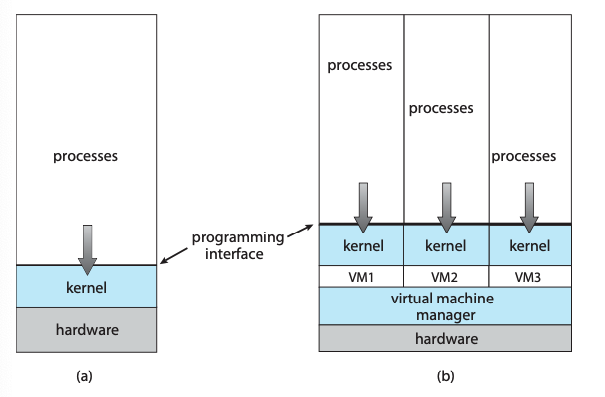 processes
kernel
hardware
(a)
programming
interface
processes
processes
processes
kernel
kernel
kernel
VM1
VM2
VM3
virtual machine
manager
hardware
(b)